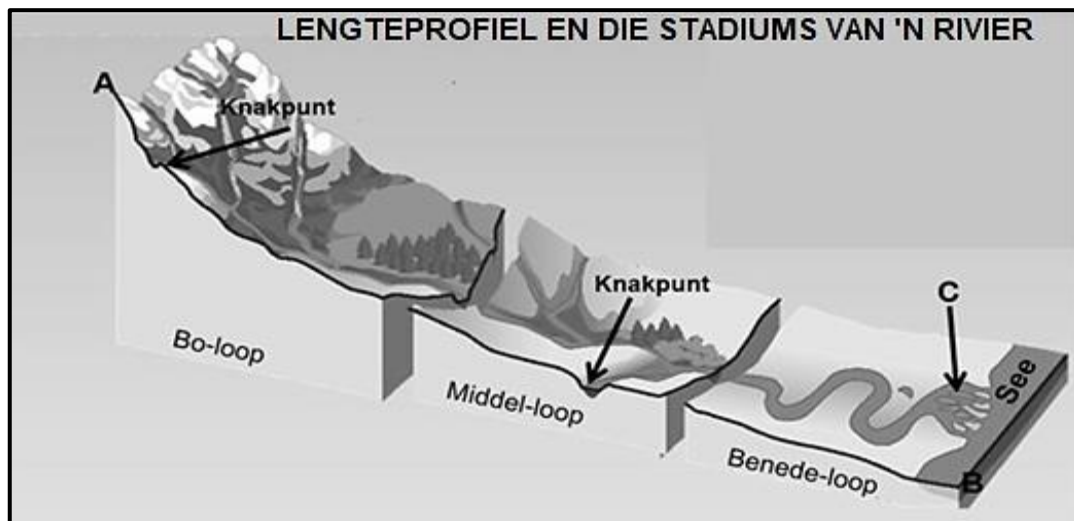 LENGTEPROFIEL EN DIE STADIUMS VAN 'N RIVIER
A
Knakpunt
Knakpunt
C
See
Bo-loop
Middel-loop
Benede-loop
B